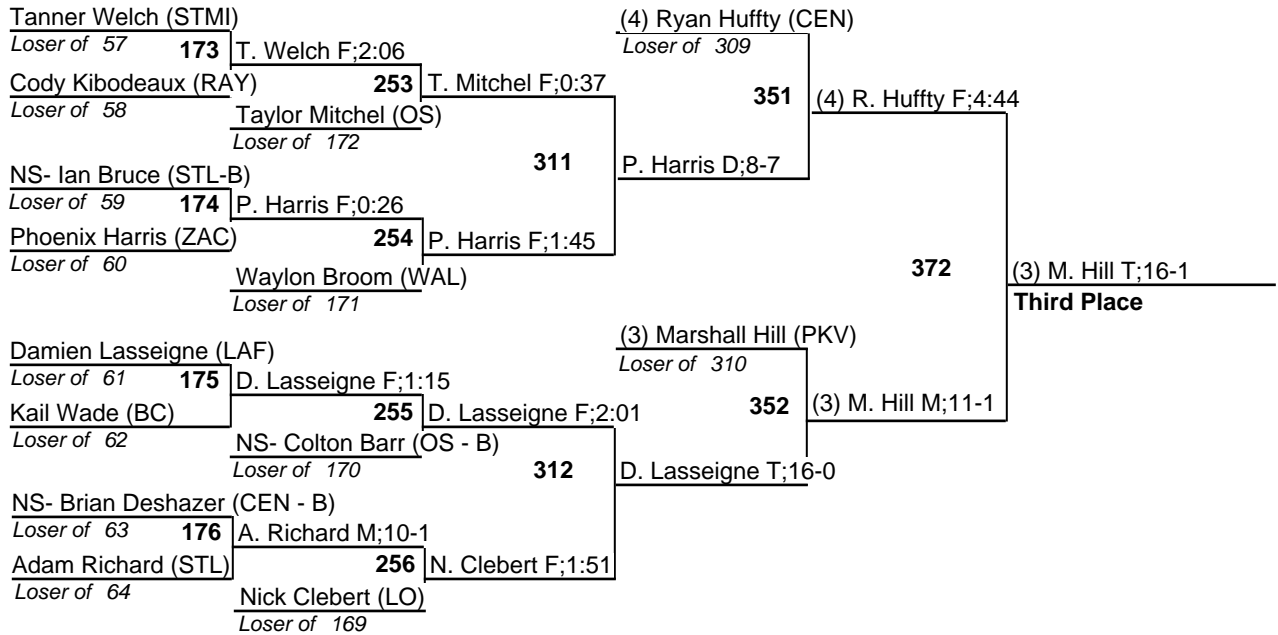 Tanner Welch (STMI)
Loser of 57
173
T. Welch F;2:06
Cody Kibodeaux (RAY)
Loser of 58
253
T. Mitchel F;0:37
Taylor Mitchel (OS)
Loser of 172
311
NS- Ian Bruce (STL-B)
Loser of 59
174
P. Harris F;0:26
Phoenix Harris (ZAC)
Loser of 60
254
P. Harris F;1:45
Waylon Broom (WAL)
Loser of 171
(4) Ryan Huffty (CEN)
Loser of 309
351
(4) R. Huffty F;4:44
P. Harris D;8-7
372
(3) M. Hill T;16-1
Third Place
Damien Lasseigne (LAF)
Loser of 61
175
D. Lasseigne F;1:15
Kail Wade (BC)
Loser of 62
255
D. Lasseigne F;2:01
NS- Colton Barr (OS - B)
Loser of 170
312
NS- Brian Deshazer (CEN - B)
Loser of 63
176
A. Richard M;10-1
Adam Richard (STL)
Loser of 64
256
N. Clebert F;1:51
Nick Clebert (LO)
Loser of 169
(3) Marshall Hill (PKV)
Loser of 310
352
(3) M. Hill M;11-1
D. Lasseigne T;16-0